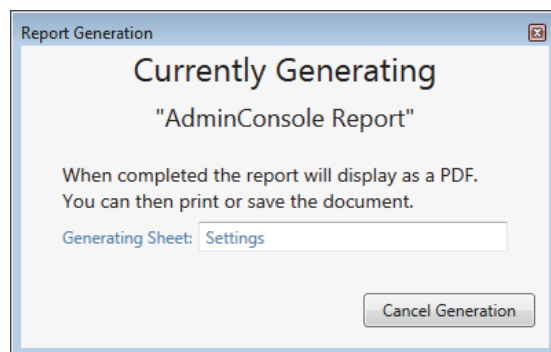 Report Generation
Currently Generating
"AdminConsole Report"
When completed the report will display as a PDF.
You can then print or save the document.
Generating Sheet: Settings
Cancel Generation